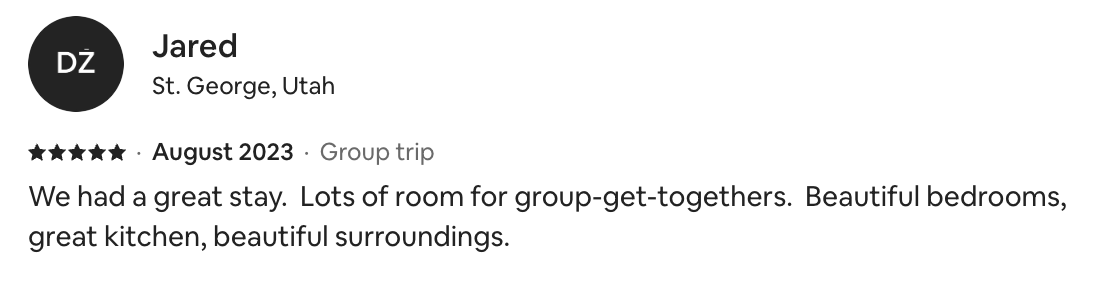 DŽ
Jared
St. George, Utah
★★★★★ · August 2023 · Group trip
We had a great stay.  Lots of room for group-get-togethers.  Beautiful bedrooms,
great kitchen, beautiful surroundings.